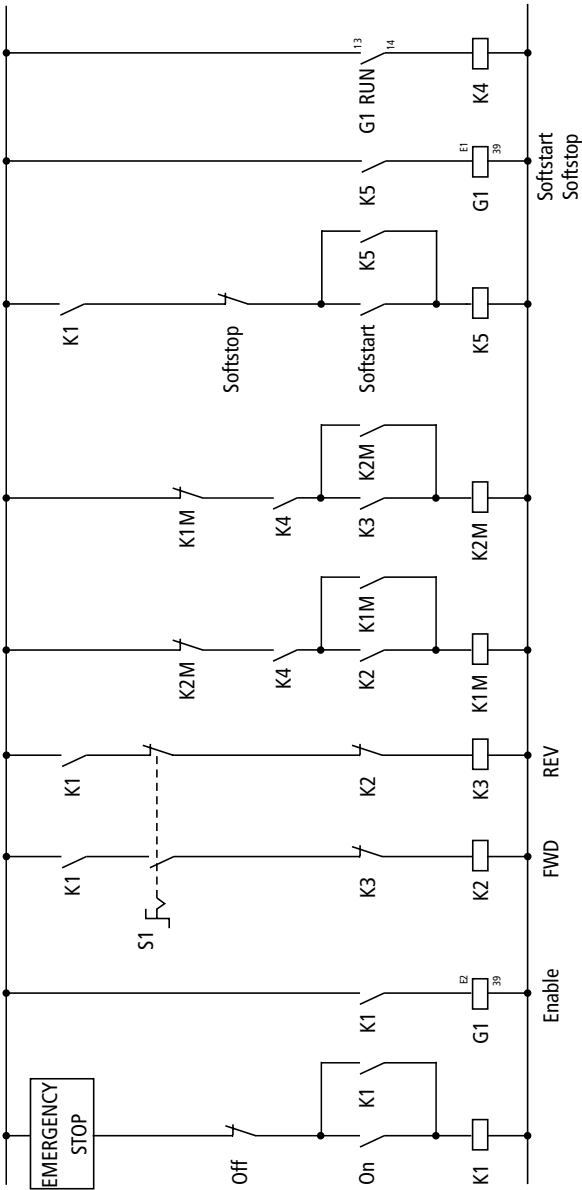 EMERGENCY
STOP
Off
On
K1
K1
K1
G1
E2
39
Enable
S1
K1
K3
K2
FWD
K1
K2
K3
REV
K2M
K4
K2
K1M
K1M
K1M
K4
K3
K2M
K2M
K1
Softstop
Softstart
K5
K5
K5
G1
E1
39
Softstart
Softstop
G1 RUN
13
14
K4